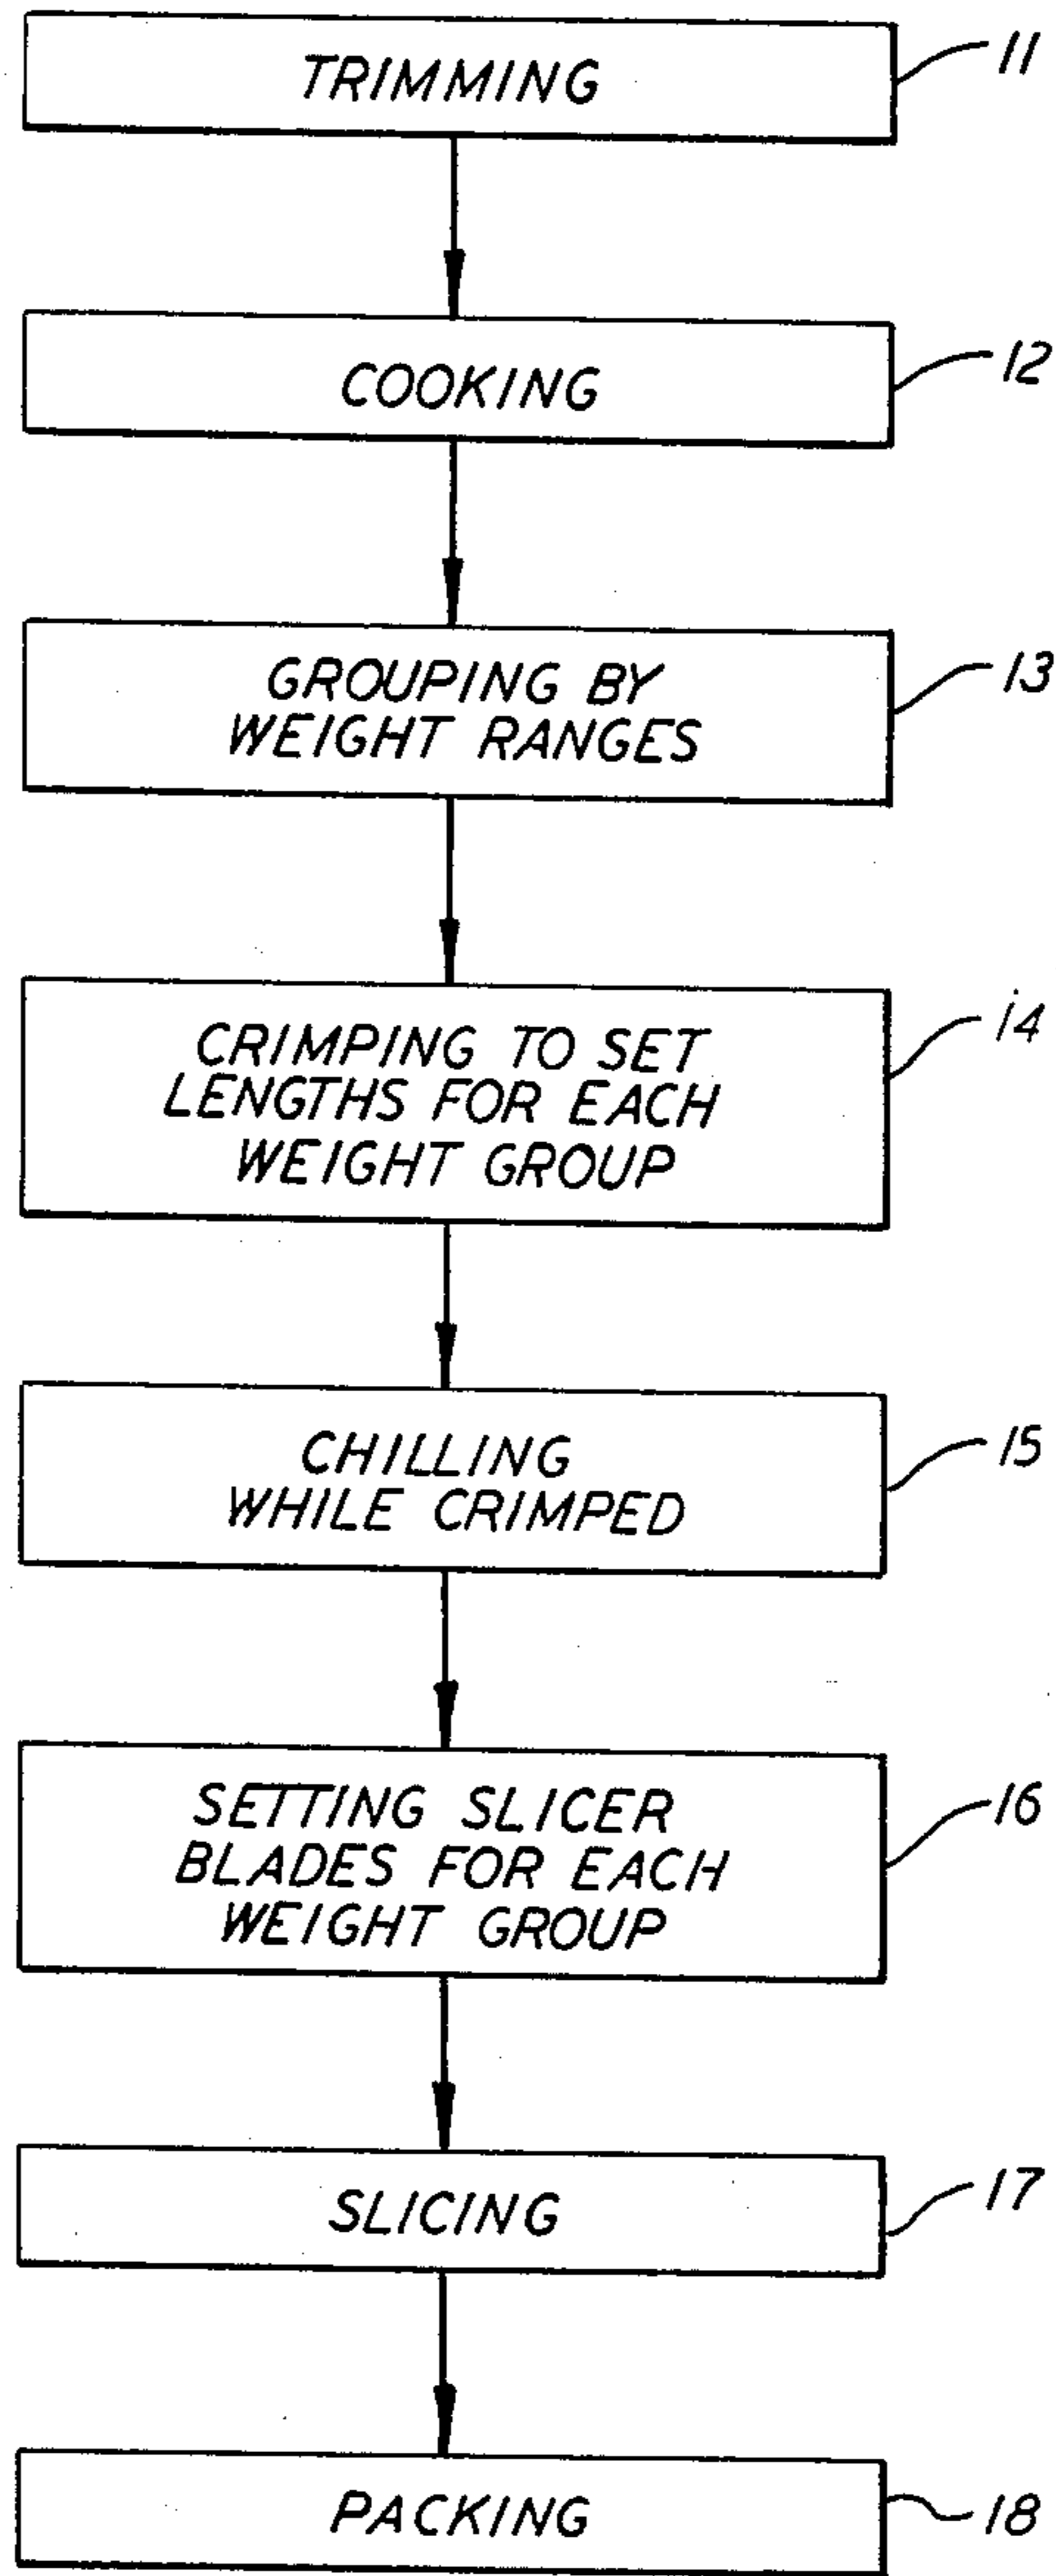 TRIMMING
11
COOKING
12
GROUPING BY
WEIGHT RANGES
13
CRIMPING TO SET
LENGTHS FOR EACH
WEIGHT GROUP
14
CHILLING
WHILE CRIMPED
15
SETTING SLICER
BLADES FOR EACH
WEIGHT GROUP
16
SLICING
17
PACKING
18